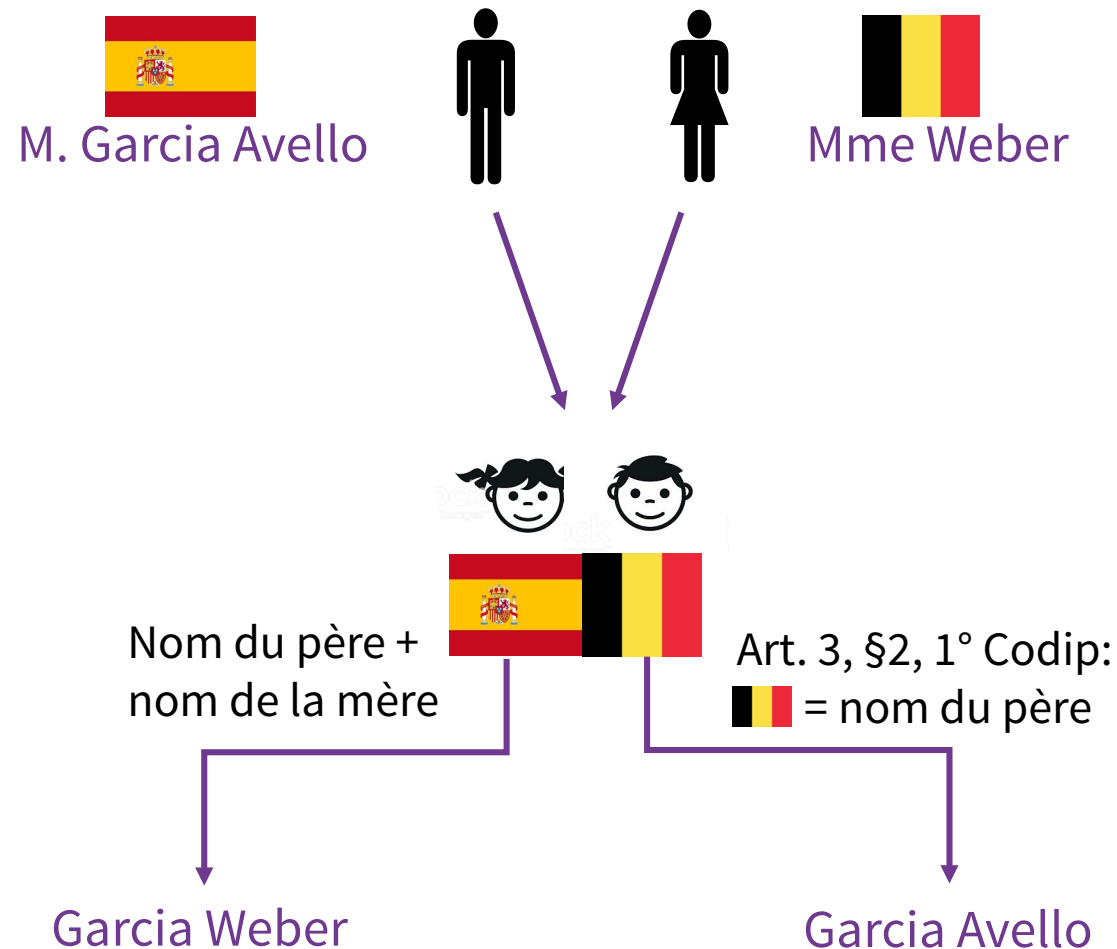 M. Garcia Avello
Mme Weber
Nom du père +
nom de la mère
Art. 3, §2, 1° Codip:
= nom du père
Garcia Weber
Garcia Avello